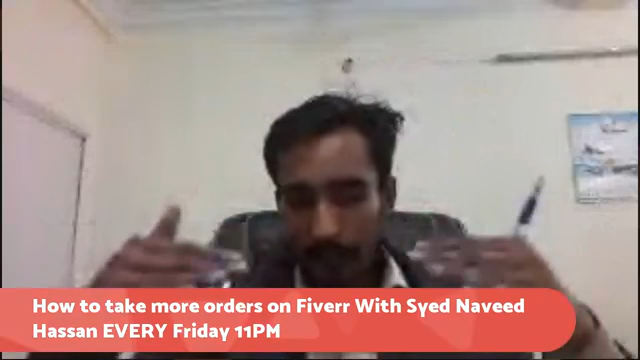 How to take more orders on Fiverr With Syed Naveed
Hassan EVERY Friday 11PM